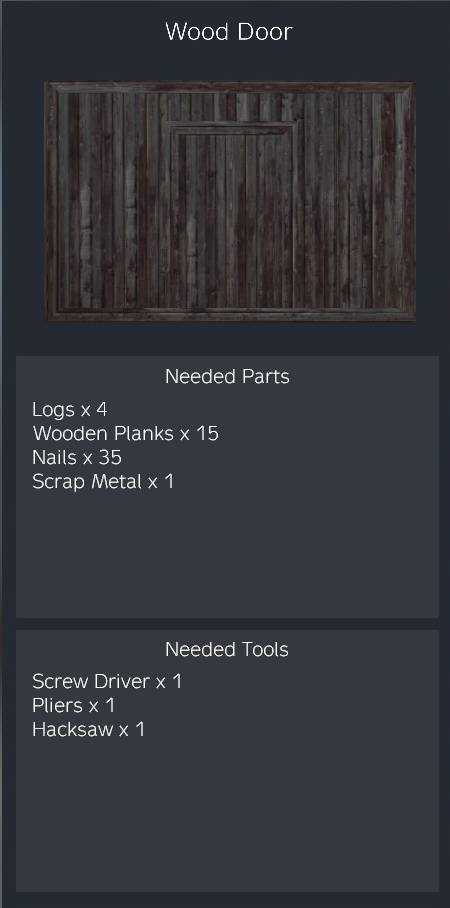 Wood Door
Needed Parts
Logs x 4
Wooden Planks x 15
Nails x 35
Scrap Metal x 1
Needed Tools
Screw Driver x 1
Pliers x 1
Hacksaw x 1